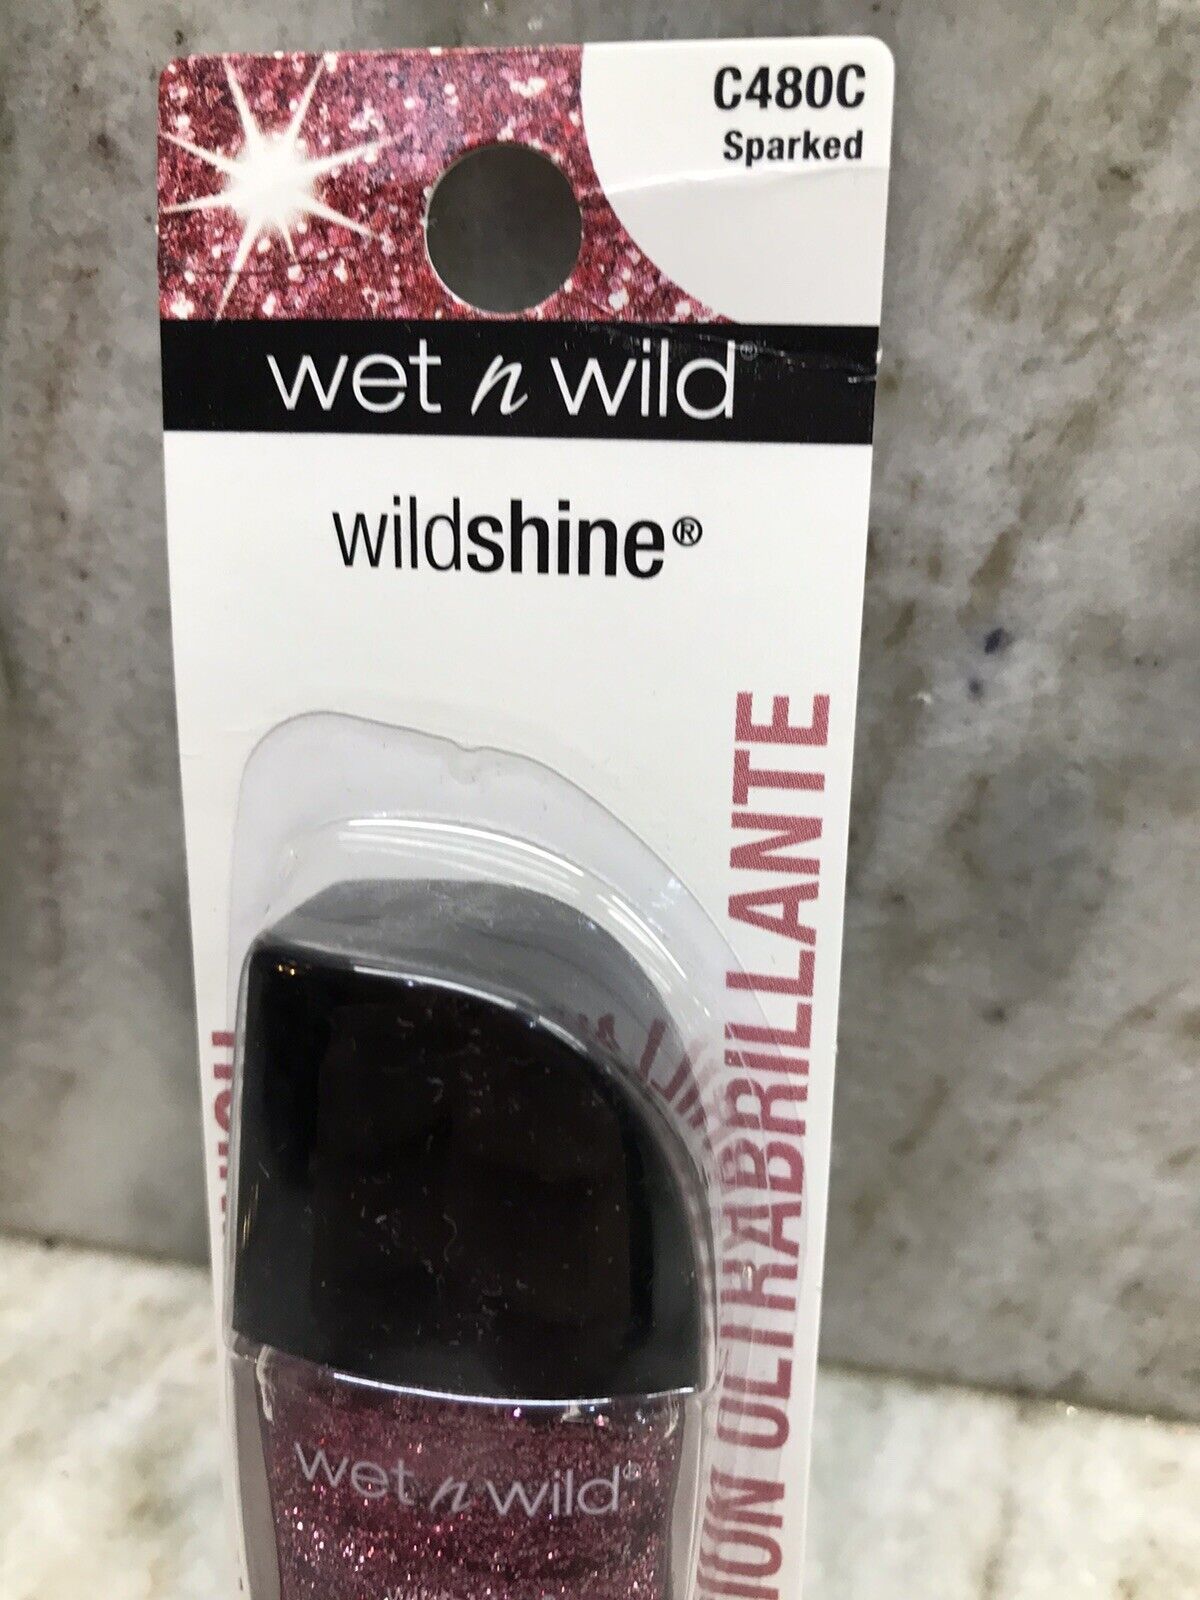 C480C
Sparked
wet n wild®
wildshine®
ULTRABRILLANTE
wet n wild®